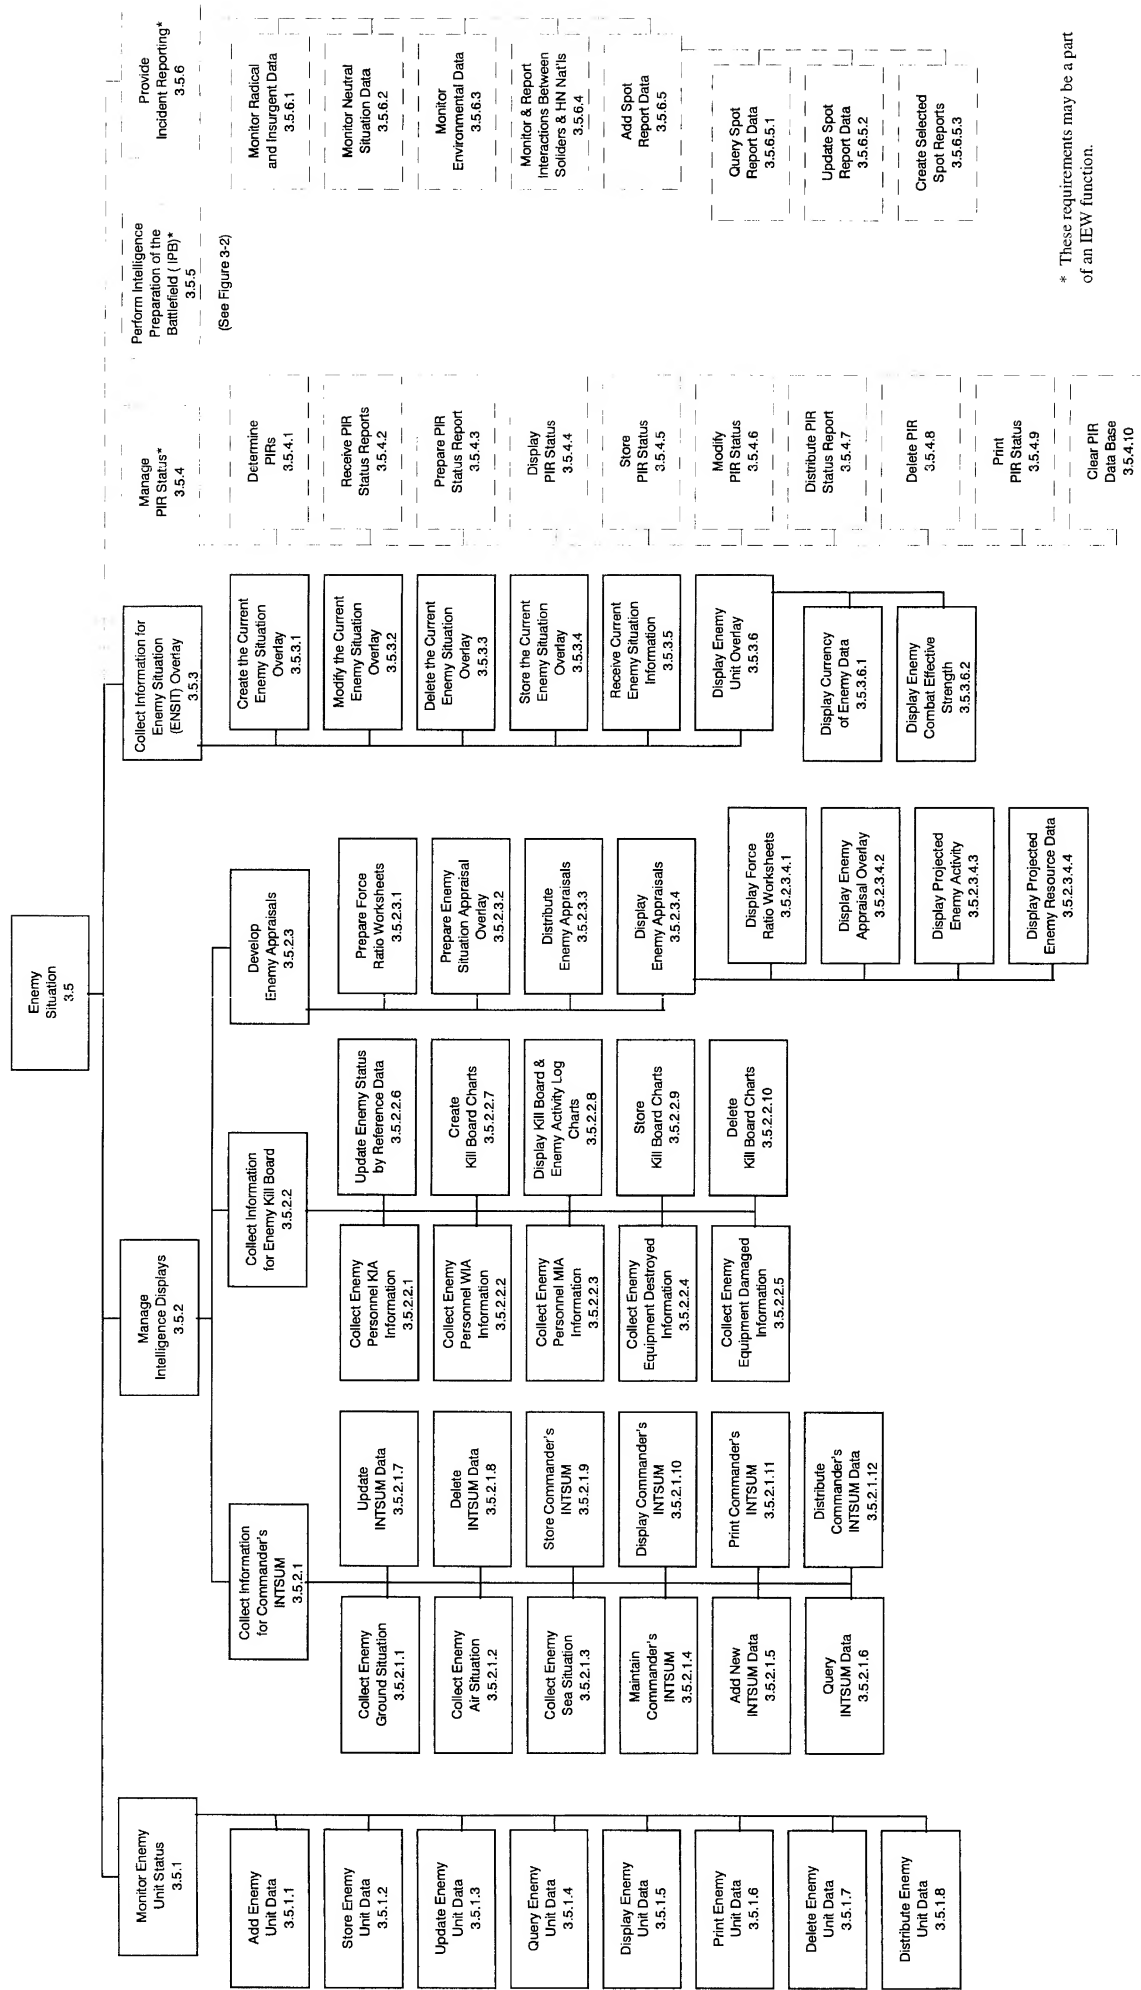 Enemy
Situation
3.5
Monitor Enemy
Unit Status
3.5.1
Add Enemy
Unit Data
3.5.1.1
Store Enemy
Unit Data
3.5.1.2
Update Enemy
Unit Data
3.5.1.3
Query Enemy
Unit Data
3.5.1.4
Display Enemy
Unit Data
3.5.1.5
Print Enemy
Unit Data
3.5.1.6
Delete Enemy
Unit Data
3.5.1.7
Distribute Enemy
Unit Data
3.5.1.8
Manage
Intelligence Displays
3.5.2
Collect Information
for Commander's
INTSUM
3.5.2.1
Collect Enemy
Ground Situation
3.5.2.1.1
Collect Enemy
Air Situation
3.5.2.1.2
Collect Enemy
Sea Situation
3.5.2.1.3
Maintain
Commander's
INTSUM
3.5.2.1.4
Add New
INTSUM Data
3.5.2.1.5
Query
INTSUM Data
3.5.2.1.6
Update
INTSUM Data
3.5.2.1.7
Delete
INTSUM Data
3.5.2.1.8
Store Commander's
INTSUM
3.5.2.1.9
Display Commander's
INTSUM
3.5.2.1.10
Print Commander's
INTSUM
3.5.2.1.11
Distribute
Commander's
INTSUM Data
3.5.2.1.12
Collect Information
for Enemy Kill Board
3.5.2.2
Collect Enemy
Personnel KIA
Information
3.5.2.2.1
Collect Enemy
Personnel WIA
Information
3.5.2.2.2
Collect Enemy
Personnel MIA
Information
3.5.2.2.3
Collect Enemy
Equipment Destroyed
Information
3.5.2.2.4
Collect Enemy
Equipment Damaged
Information
3.5.2.2.5
Update Enemy Status
by Reference Data
3.5.2.2.6
Create
Kill Board Charts
3.5.2.2.7
Display Kill Board &
Enemy Activity Log
Charts
3.5.2.2.8
Store
Kill Board Charts
3.5.2.2.9
Delete
Kill Board Charts
3.5.2.2.10
Develop
Enemy Appraisals
3.5.2.3
Prepare Force
Ratio Worksheets
3.5.2.3.1
Prepare Enemy
Situation Appraisal
Overlay
3.5.2.3.2
Distribute
Enemy Appraisals
3.5.2.3.3
Display
Enemy Appraisals
3.5.2.3.4
Display Force
Ratio Worksheets
3.5.2.3.4.1
Display Enemy
Appraisal Overlay
3.5.2.3.4.2
Display Projected
Enemy Activity
3.5.2.3.4.3
Display Projected
Enemy Resource Data
3.5.2.3.4.4
Collect Information for
Enemy Situation
(ENSIT) Overlay
3.5.3
Create the Current
Enemy Situation
Overlay
3.5.3.1
Modify the Current
Enemy Situation
Overlay
3.5.3.2
Delete the Current
Enemy Situation
Overlay
3.5.3.3
Store the Current
Enemy Situation
Overlay
3.5.3.4
Receive Current
Enemy Situation
Information
3.5.3.5
Display Enemy
Unit Overlay
3.5.3.6
Display Currency
of Enemy Data
3.5.3.6.1
Display Enemy
Combat Effective
Strength
3.5.3.6.2
Manage
PIR Status*
3.5.4
Determine
PIRs
3.5.4.1
Receive PIR
Status Reports
3.5.4.2
Prepare PIR
Status Report
3.5.4.3
Display
PIR Status
3.5.4.4
Store
PIR Status
3.5.4.5
Modify
PIR Status
3.5.4.6
Distribute PIR
Status Report
3.5.4.7
Delete PIR
3.5.4.8
Print
PIR Status
3.5.4.9
Clear PIR
Data Base
3.5.4.10
Perform Intelligence
Preparation of the
Battlefield ( IPB)*
3.5.5
(See Figure 3-2)
Provide
Incident Reporting*
3.5.6
Monitor Radical
and Insurgent Data
3.5.6.1
Monitor Neutral
Situation Data
3.5.6.2
Monitor
Environmental Data
3.5.6.3
Monitor & Report
Interactions Between
Soliders & HN Nat'ls
3.5.6.4
Add Spot
Report Data
3.5.6.5
Query Spot
Report Data
3.5.6.5.1
Update Spot
Report Data
3.5.6.5.2
Create Selected
Spot Reports
3.5.6.5.3
* These requirements may be a part
of an IEW function.